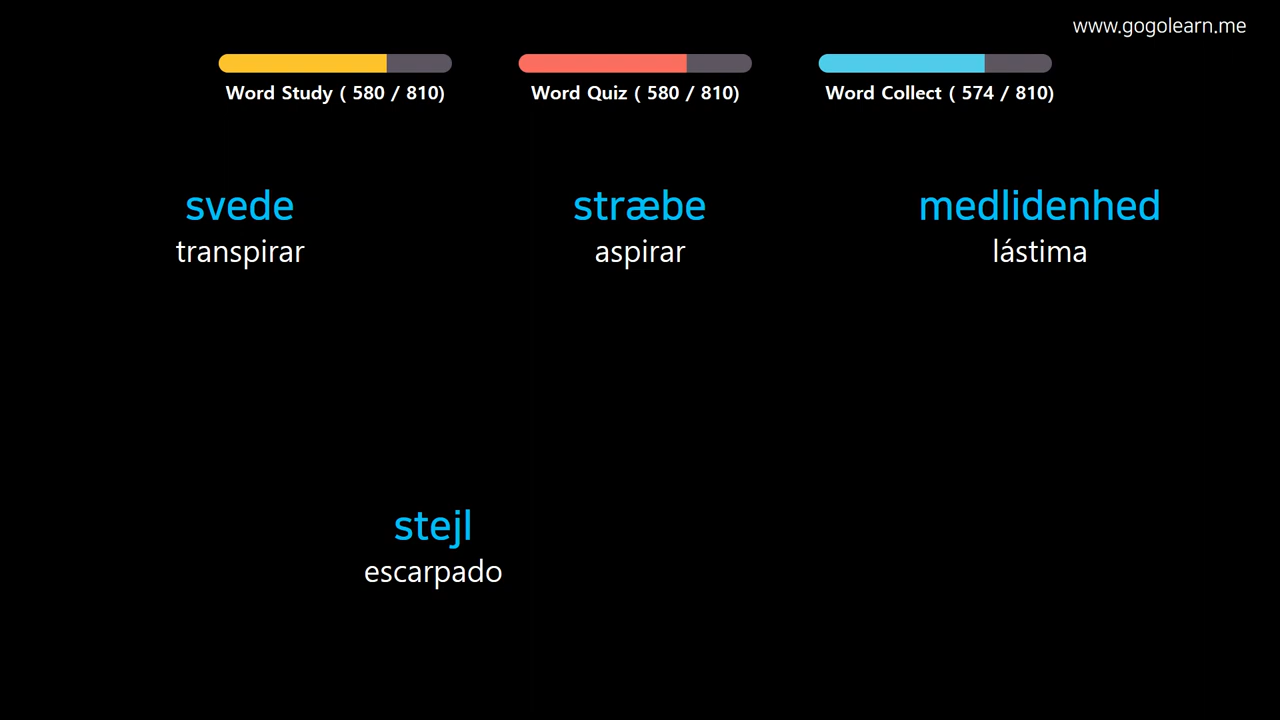 www.gogolearn.me
Word Study ( 580 / 810)
Word Quiz ( 580 / 810)
Word Collect ( 574 / 810)
svede
transpirar
stræbe
aspirar
medlidenhed
lástima
stejl
escarpado